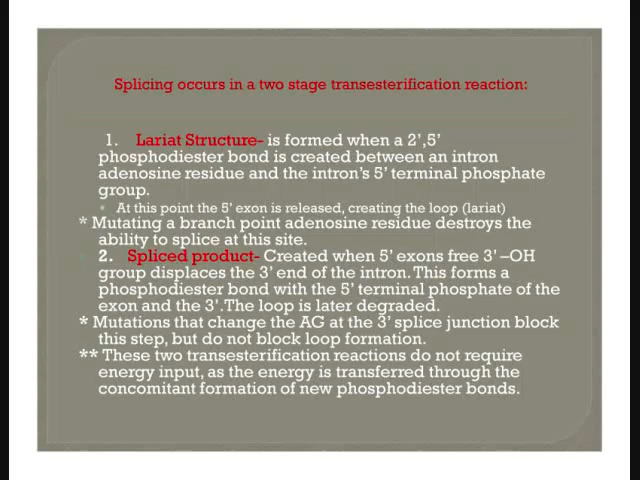 Splicing occurs in a two stage transesterification reaction:
1. Lariat Structure- is formed when a 2',5'
phosphodiester bond is created between an intron
adenosine residue and the intron's 5' terminal phosphate
group.
• At this point the 5' exon is released, creating the loop (lariat)
* Mutating a branch point adenosine residue destroys the
ability to splice at this site.
2. Spliced product- Created when 5' exons free 3' –OH
group displaces the 3' end of the intron. This forms a
phosphodiester bond with the 5' terminal phosphate of the
exon and the 3'. The loop is later degraded.
* Mutations that change the AG at the 3' splice junction block
this step, but do not block loop formation.
** These two transesterification reactions do not require
energy input, as the energy is transferred through the
concomitant formation of new phosphodiester bonds.